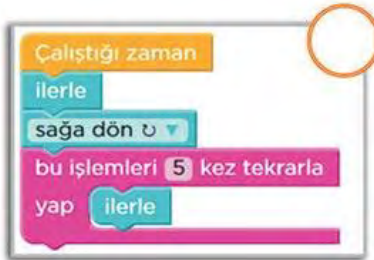 Çalıştığı zaman
ilerle
sağa dön ↻ ▼
bu işlemleri 5 kez tekrarla
yap ilerle